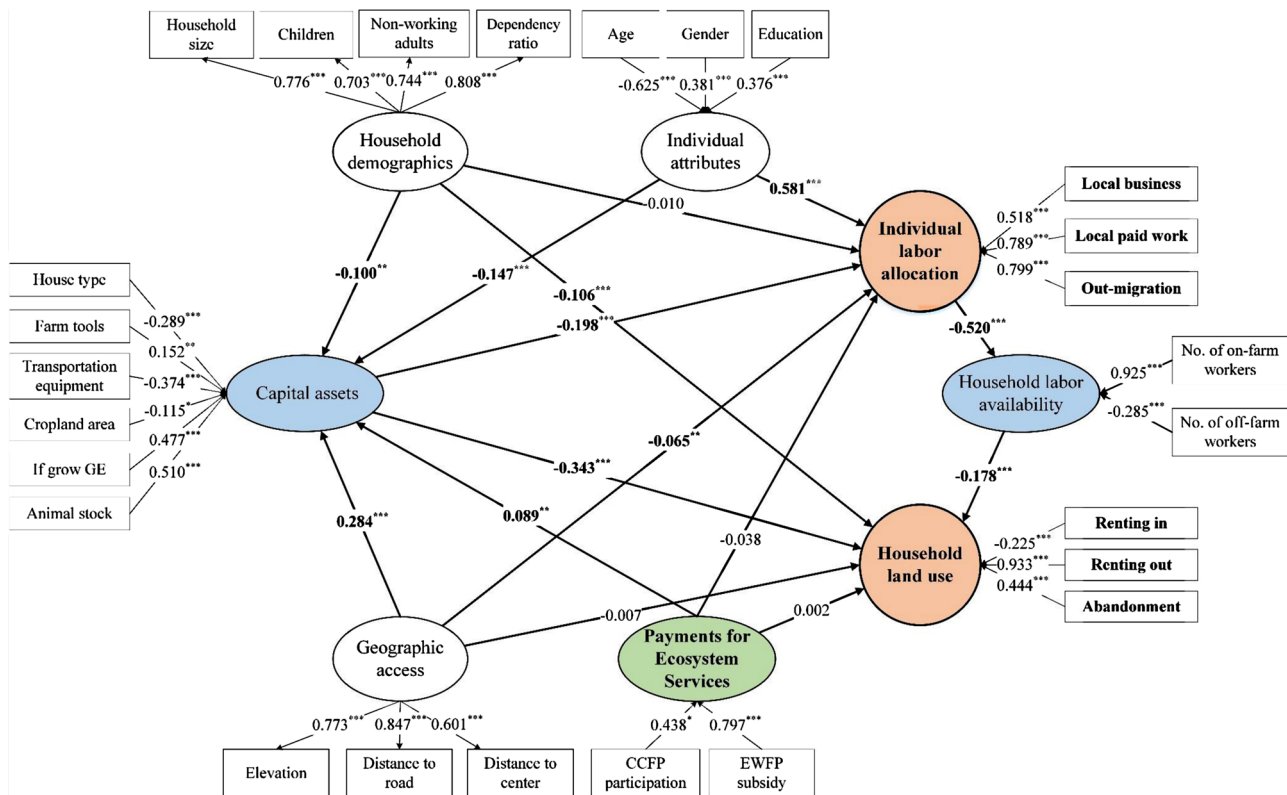 Household
size
Children
Non-working
adults
Dependency
ratio
Age
Gender
Education
0.776***
0.703***
0.744***
0.808***
-0.625***
0.381***
0.376***
Household
demographics
Individual
attributes
0.581***
-0.010
Individual
labor
allocation
Local business
0.518***
Local paid work
0.789***
0.799***
Out-migration
-0.100**
-0.147***
-0.106***
-0.198***
-0.520***
House type
-0.289***
Farm tools
0.152**
Transportation
equipment
-0.374***
Cropland area
-0.115*
0.477***
If grow GE
0.510***
Animal stock
Capital assets
Household labor
availability
No. of on-farm
workers
0.925***
-0.285***
No. of off-farm
workers
-0.065**
-0.343***
-0.178***
0.284***
0.089**
-0.038
Household
land use
Renting in
-0.225***
0.933***
Renting out
0.444***
Abandonment
-0.007
0.002
Geographic
access
Payments for
Ecosystem
Services
0.773***
0.847***
0.601***
0.438*
0.797***
Elevation
Distance to
road
Distance to
center
CCFP
participation
EWFP
subsidy